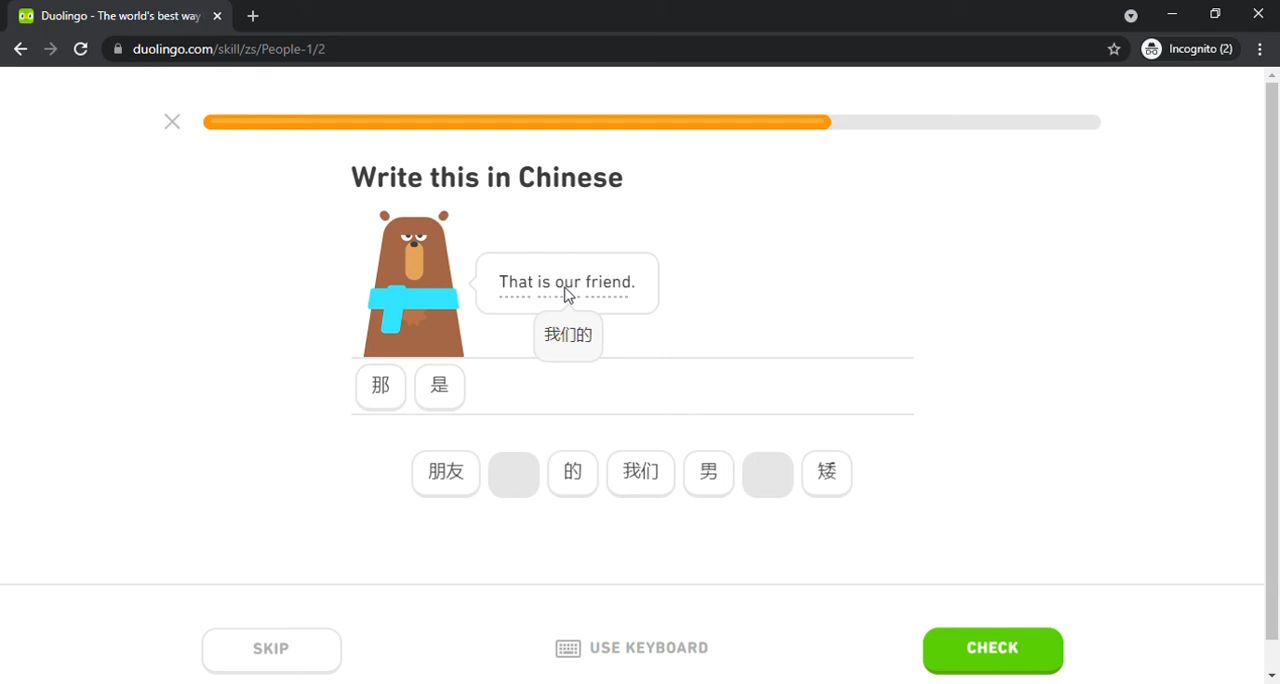 Duolingo - The world's best way
duolingo.com/skill/zs/People-1/2
Incognito (2)
Write this in Chinese
That is our friend.
我们的
那 是
朋友 的 我们 男 矮
SKIP
USE KEYBOARD
CHECK